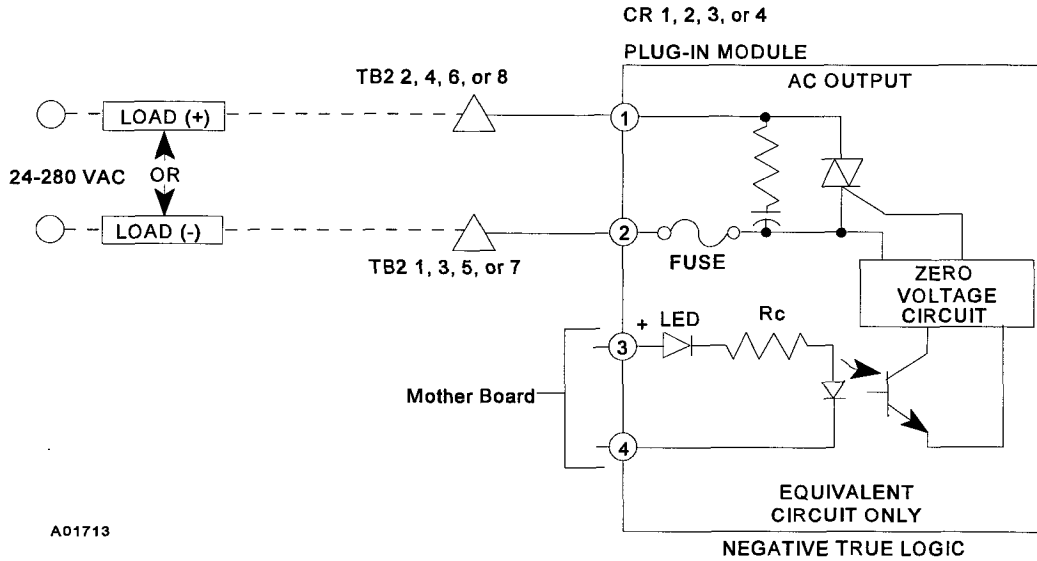 CR 1, 2, 3, or 4
PLUG-IN MODULE
AC OUTPUT
TB2 2, 4, 6, or 8
LOAD (+)
1
24-280 VAC
OR
LOAD (-)
2
FUSE
TB2 1, 3, 5, or 7
ZERO
VOLTAGE
CIRCUIT
+
LED
Rc
3
Mother Board
4
EQUIVALENT
CIRCUIT ONLY
A01713
NEGATIVE TRUE LOGIC